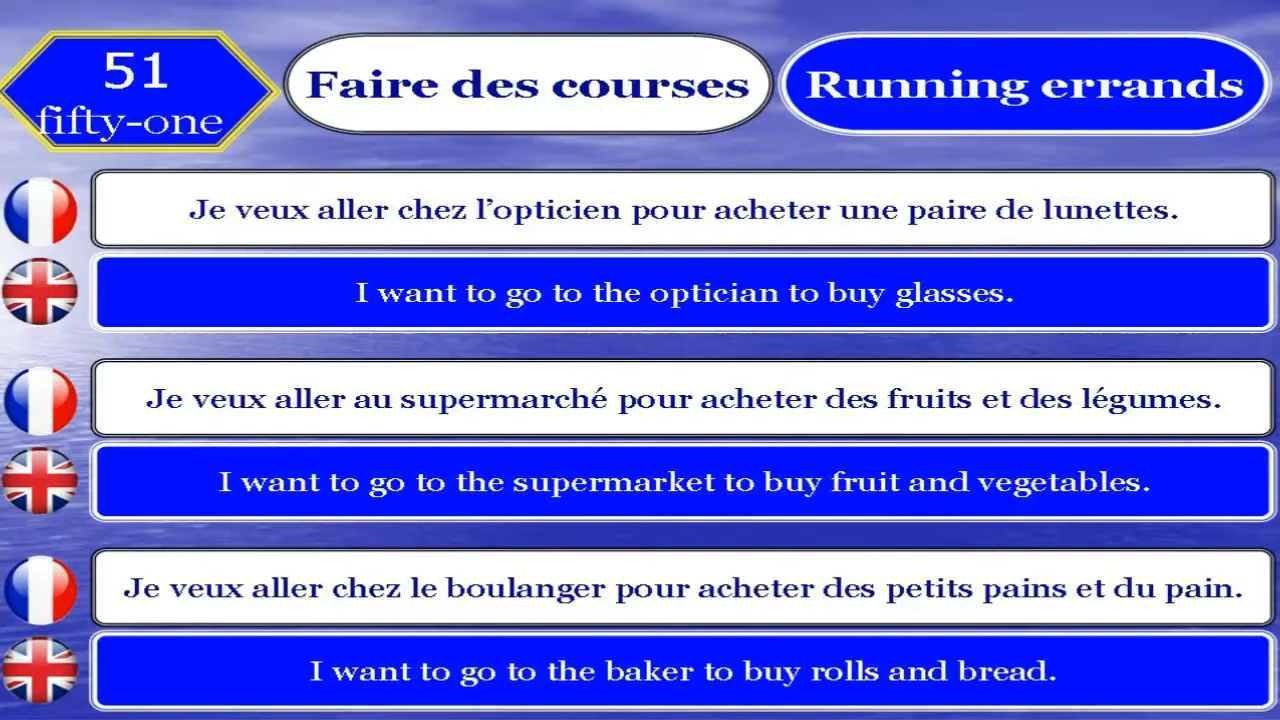 51
fifty-one
Faire des courses
Running errands
Je veux aller chez l’opticien pour acheter une paire de lunettes.
I want to go to the optician to buy glasses.
Je veux aller au supermarché pour acheter des fruits et des légumes.
I want to go to the supermarket to buy fruit and vegetables.
Je veux aller chez le boulanger pour acheter des petits pains et du pain.
I want to go to the baker to buy rolls and bread.